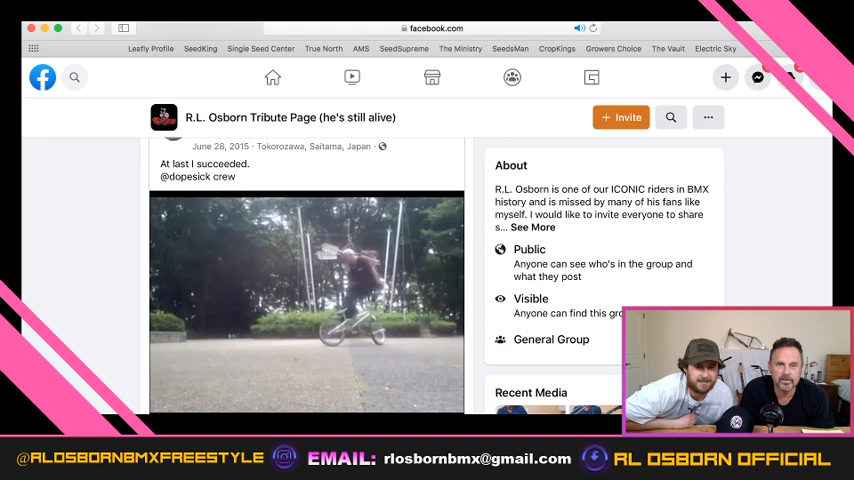 facebook.com
Leafly Profile SeedKing Single Seed Center True North AMS SeedSupreme The Ministry SeedsMan CropKings Growers Choice The Vault Electric Sky
R.L. Osborn Tribute Page (he's still alive)
+ Invite
June 28, 2015 · Tokorozawa, Saitama, Japan ·
At last I succeeded.
@dopesick crew
About
R.L. Osborn is one of our ICONIC riders in BMX
history and is missed by many of his fans like
myself. I would like to invite everyone to share
s... See More
Public
Anyone can see who's in the group and
what they post
Visible
Anyone can find this gro
General Group
Recent Media
@RLOSBORNBMXFREESTYLE EMAIL: rlosbornbmx@gmail.com RL OSBORN OFFICIAL